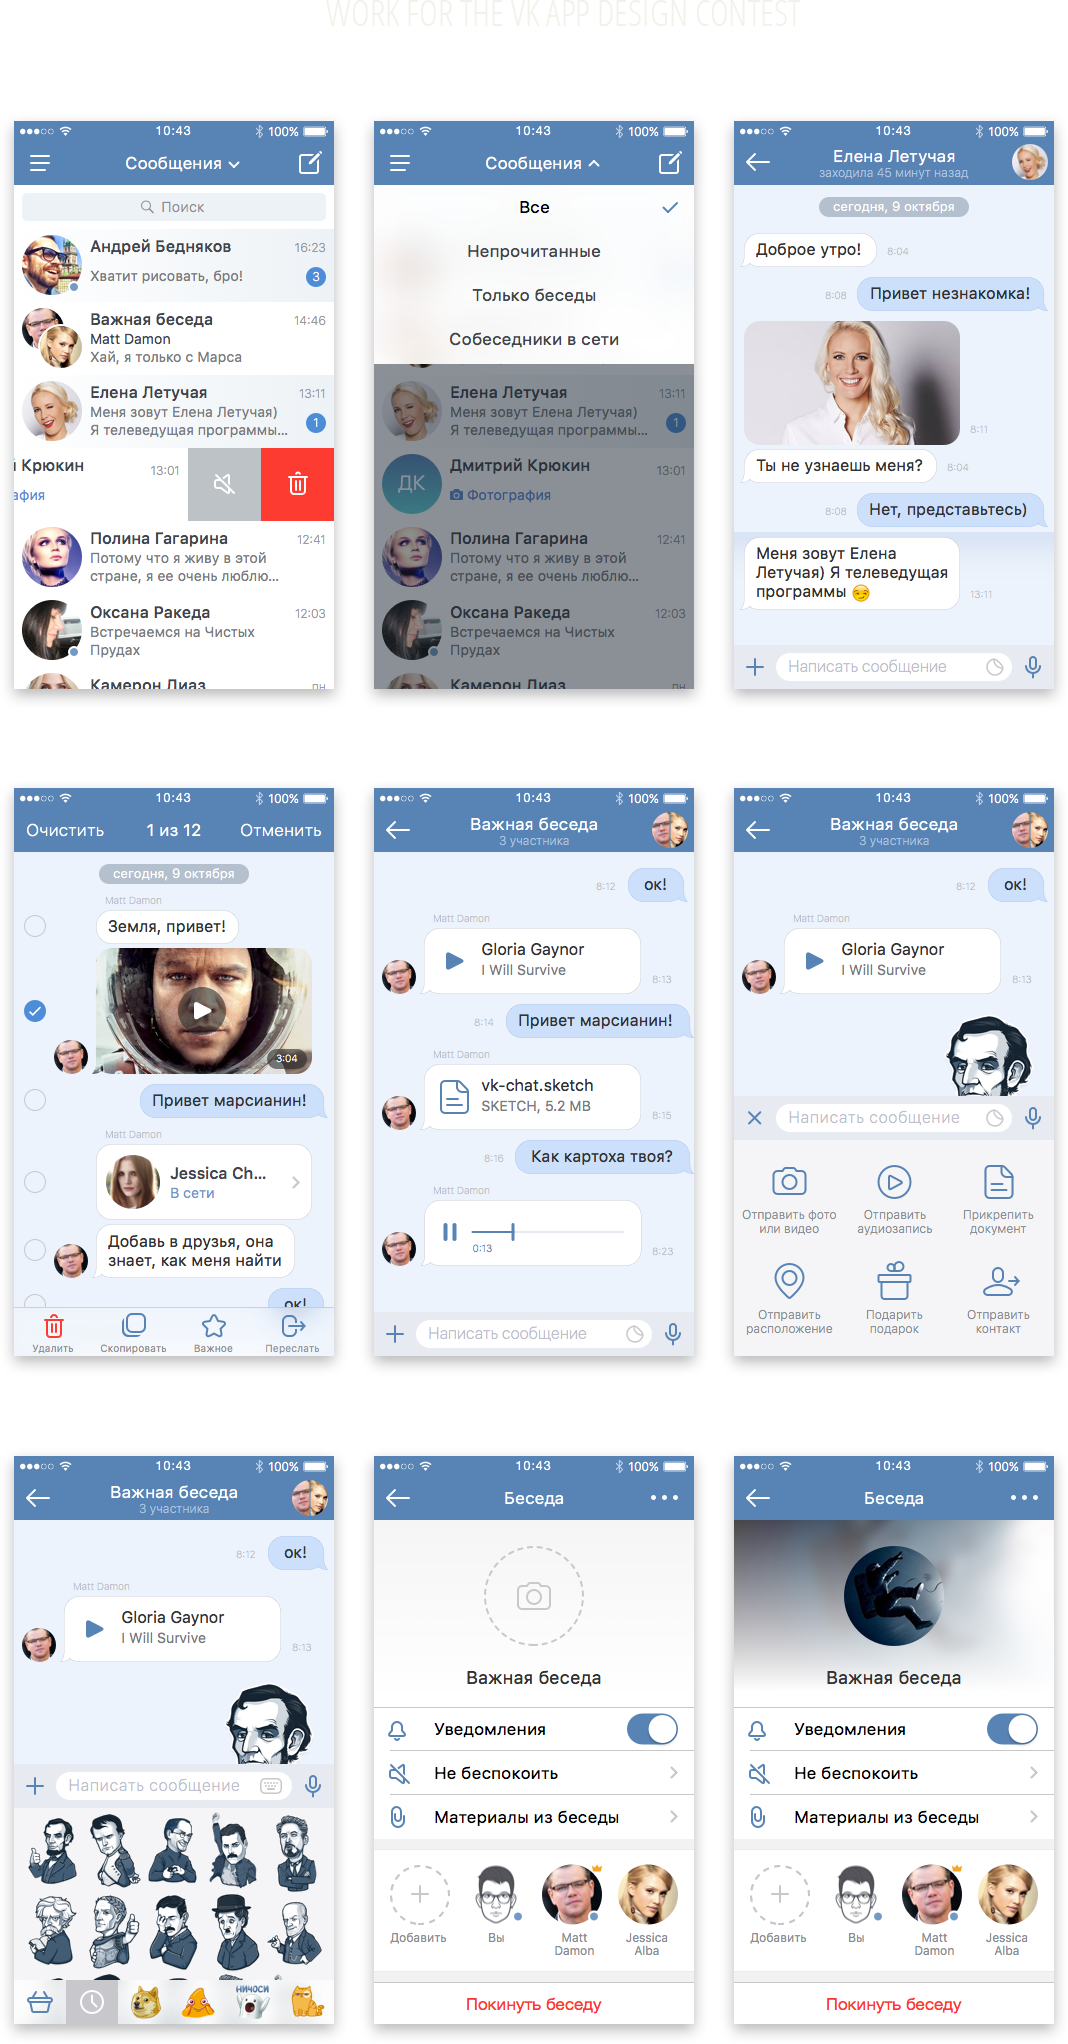 WORK FOR THE VK APP DESIGN CONTEST
10:43
100%
Сообщения
Поиск
Андрей Бедняков
16:23
Хватит рисовать, бро!
3
Важная беседа
14:46
Matt Damon
Хай, я только с Марса
Елена Летучая
13:11
Меня зовут Елена Летучая)
Я телеведущая программы...
1
й Крюкин
13:01
афия
Полина Гагарина
12:41
Потому что я живу в этой
стране, я ее очень люблю...
Оксана Ракеда
12:03
Встречаемся на Чистых
Прудах
Камерон Диаз
пн
10:43
100%
Сообщения
Все
Непрочитанные
Только беседы
Собеседники в сети
Елена Летучая
13:11
Меня зовут Елена Летучая)
Я телеведущая программы...
1
ДК
Дмитрий Крюкин
13:01
Фотография
Полина Гагарина
12:41
Потому что я живу в этой
стране, я ее очень люблю...
Оксана Ракеда
12:03
Встречаемся на Чистых
Прудах
Камерон Диаз
пн
10:43
100%
Елена Летучая
заходила 45 минут назад
сегодня, 9 октября
Доброе утро!
8:04
8:08
Привет незнакомка!
8:11
Ты не узнаешь меня?
8:04
8:08
Нет, представьтесь)
Меня зовут Елена
Летучая) Я телеведущая
программы
13:11
Написать сообщение
10:43
100%
Очистить
1 из 12
Отменить
сегодня, 9 октября
Matt Damon
Земля, привет!
3:04
Привет марсианин!
Matt Damon
Jessica Ch...
В сети
Добавь в друзья, она
знает, как меня найти
ок!
Удалить
Скопировать
Важное
Переслать
10:43
100%
Важная беседа
3 участника
8:12
ок!
Matt Damon
Gloria Gaynor
I Will Survive
8:13
8:14
Привет марсианин!
Matt Damon
vk-chat.sketch
SKETCH, 5.2 MB
8:15
8:16
Как картоха твоя?
Matt Damon
0:13
8:23
Написать сообщение
10:43
100%
Важная беседа
3 участника
8:12
ок!
Matt Damon
Gloria Gaynor
I Will Survive
8:13
Написать сообщение
Отправить фото
или видео
Отправить
аудиозапись
Прикрепить
документ
Отправить
расположение
Подарить
подарок
Отправить
контакт
10:43
100%
Важная беседа
3 участника
8:12
ок!
Matt Damon
Gloria Gaynor
I Will Survive
8:13
Написать сообщение
НИЧОСИ
10:43
100%
Беседа
Важная беседа
Уведомления
Не беспокоить
Материалы из беседы
Добавить
Вы
Matt
Damon
Jessica
Alba
Покинуть беседу
10:43
100%
Беседа
Важная беседа
Уведомления
Не беспокоить
Материалы из беседы
Добавить
Вы
Matt
Damon
Jessica
Alba
Покинуть беседу